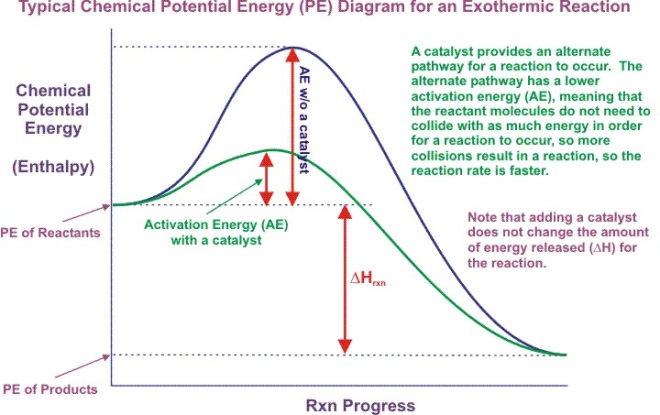 Typical Chemical Potential Energy (PE) Diagram for an Exothermic Reaction
Chemical
Potential
Energy
(Enthalpy)
PE of Reactants
PE of Products
AE w/o a catalyst
Activation Energy (AE)
with a catalyst
ΔHrxn
A catalyst provides an alternate
pathway for a reaction to occur. The
alternate pathway has a lower
activation energy (AE), meaning that
the reactant molecules do not need to
collide with as much energy in order
for a reaction to occur, so more
collisions result in a reaction, so the
reaction rate is faster.
Note that adding a catalyst
does not change the amount
of energy released (ΔH) for
the reaction.
Rxn Progress